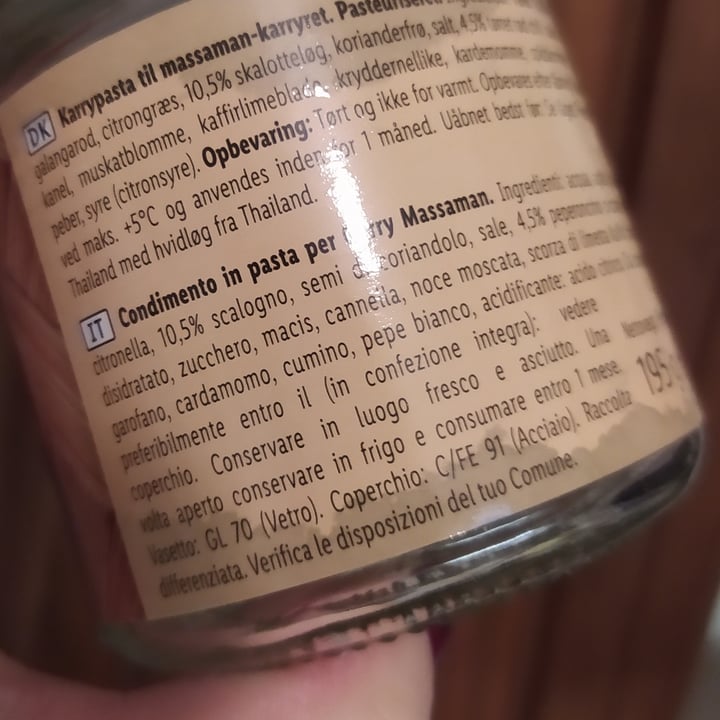 DK Karrypasta til massaman-karryret. Pasteuriseret
galangarod, citrongræs, 10,5% skalotteløg, korianderfrø, salt, 4,5% tørret rød
kanel, muskatblomme, kaffirlimeblade, kryddernellike, kardemomme,
peber, syre (citronsyre). Opbevaring: Tørt og ikke for varmt. Opbevares efter
ved maks. +5°C og anvendes inden for 1 måned. Uåbnet bedst før: Se
Thailand med hvidløg fra Thailand.
IT Condimento in pasta per Curry Massaman. Ingredienti: acqua,
citronella, 10,5% scalogno, semi di coriandolo, sale, 4,5% peperoncino
disidratato, zucchero, macis, cannella, noce moscata, scorza di
garofano, cardamomo, cumino, pepe bianco, acidificante: acido citrico
preferibilmente entro il (in confezione integra): vedere
coperchio. Conservare in luogo fresco e asciutto. Una
volta aperto conservare in frigo e consumare entro 1 mese.
Vasetto: GL 70 (Vetro). Coperchio: C/FE 91 (Acciaio). Raccolta
differenziata. Verifica le disposizioni del tuo Comune.
195 g